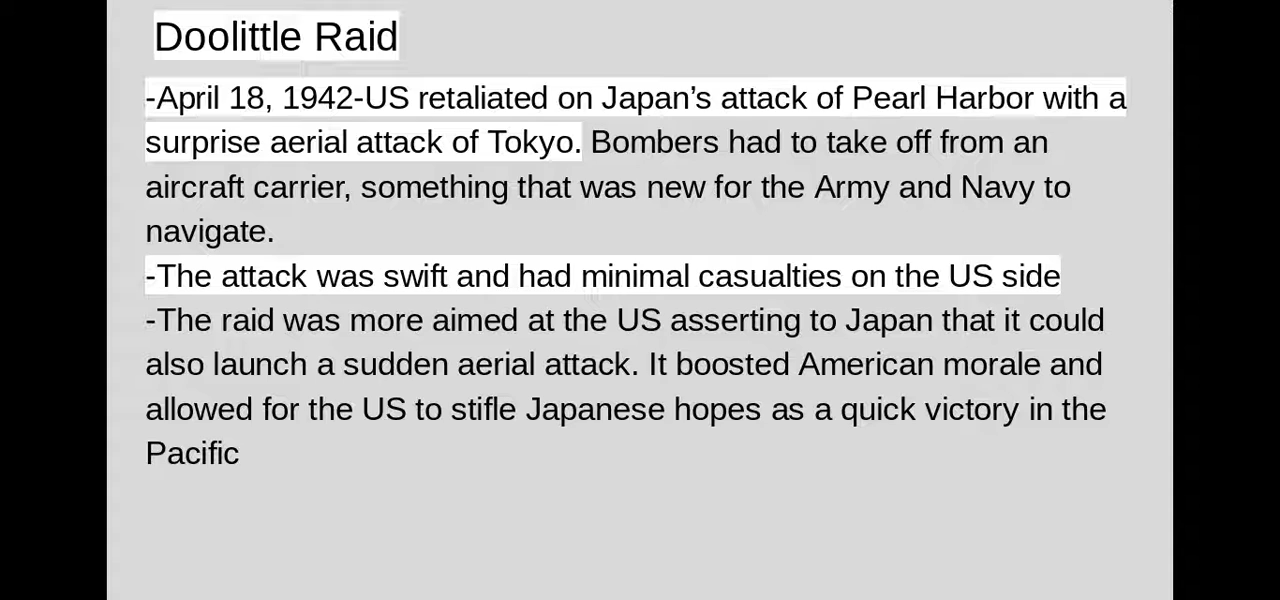 Doolittle Raid
-April 18, 1942-US retaliated on Japan’s attack of Pearl Harbor with a
surprise aerial attack of Tokyo. Bombers had to take off from an
aircraft carrier, something that was new for the Army and Navy to
navigate.
-The attack was swift and had minimal casualties on the US side
-The raid was more aimed at the US asserting to Japan that it could
also launch a sudden aerial attack. It boosted American morale and
allowed for the US to stifle Japanese hopes as a quick victory in the
Pacific